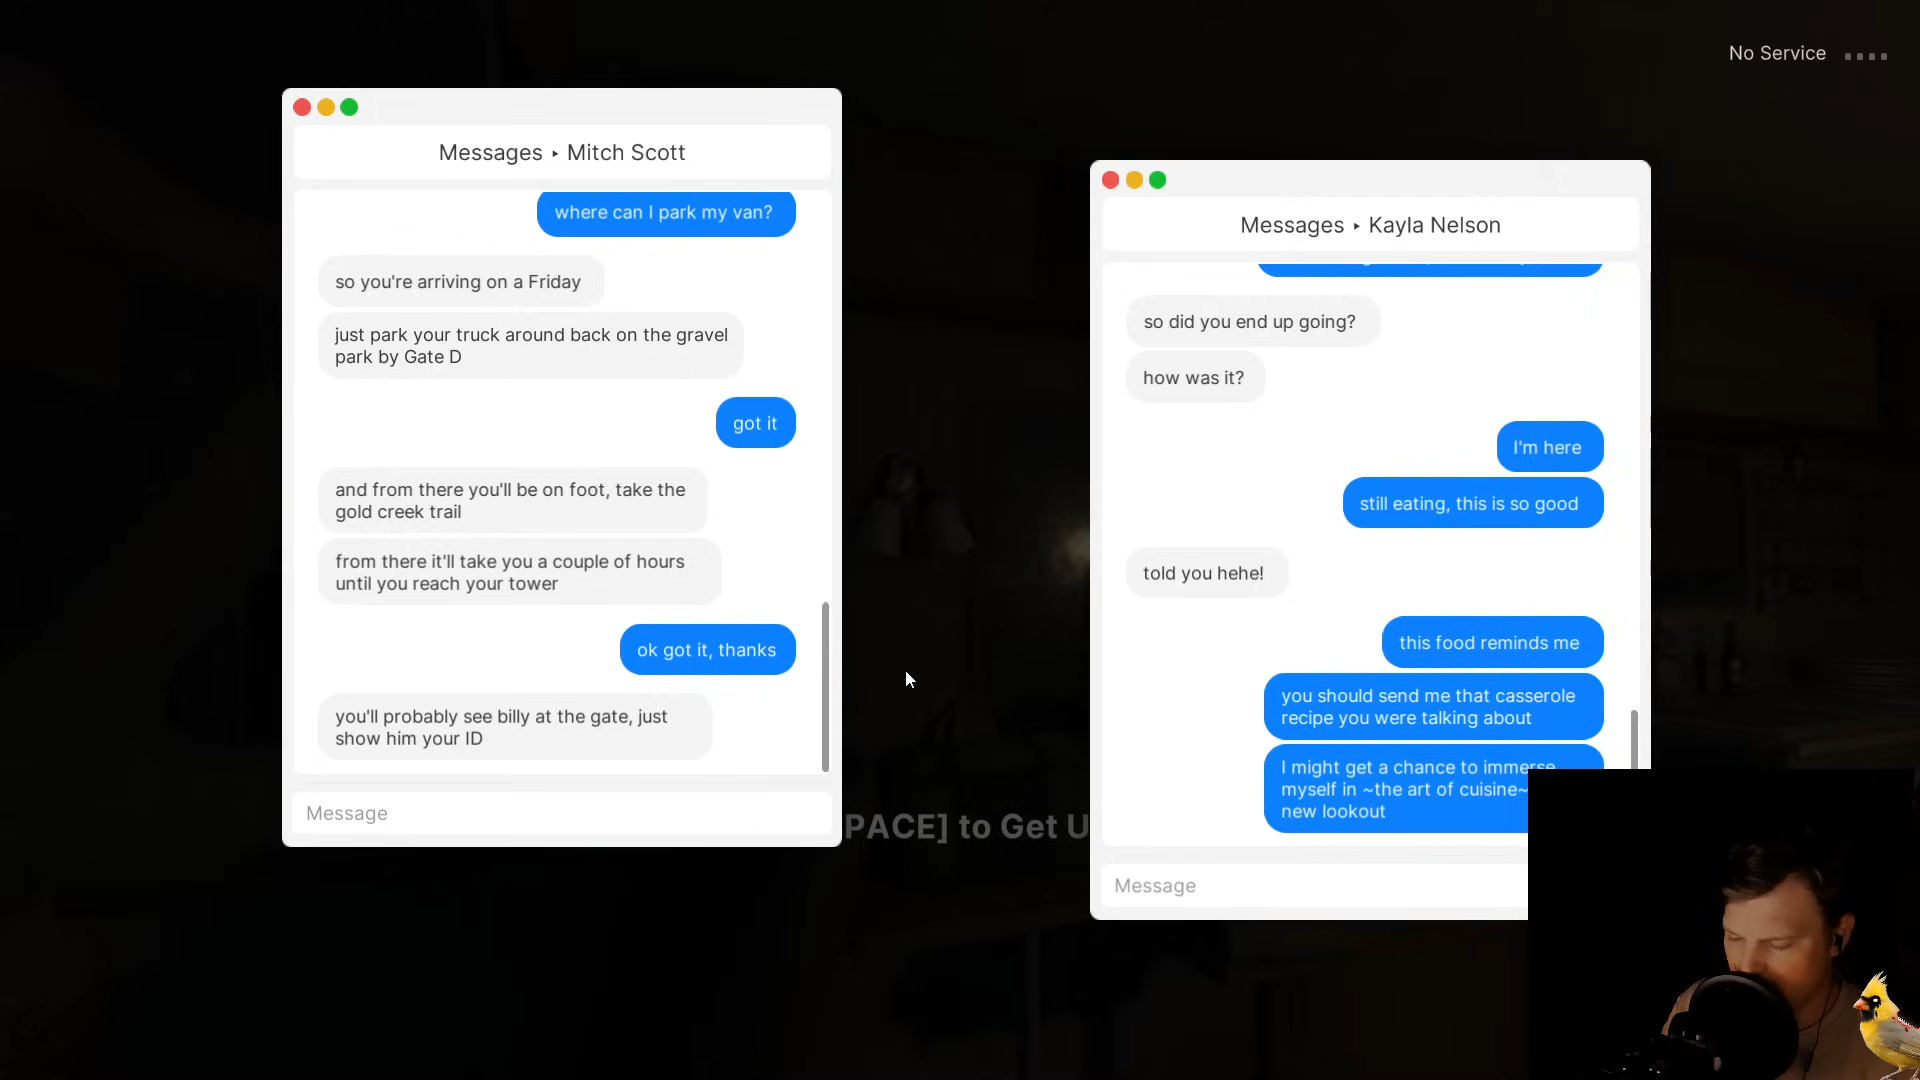 No Service
Messages ‣ Mitch Scott
where can I park my van?
so you're arriving on a Friday
just park your truck around back on the gravel
park by Gate D
got it
and from there you'll be on foot, take the
gold creek trail
from there it'll take you a couple of hours
until you reach your tower
ok got it, thanks
you'll probably see billy at the gate, just
show him your ID
Message
PACE] to Get U
Messages ‣ Kayla Nelson
so did you end up going?
how was it?
I'm here
still eating, this is so good
told you hehe!
this food reminds me
you should send me that casserole
recipe you were talking about
I might get a chance to immerse
myself in ~the art of cuisine~
new lookout
Message